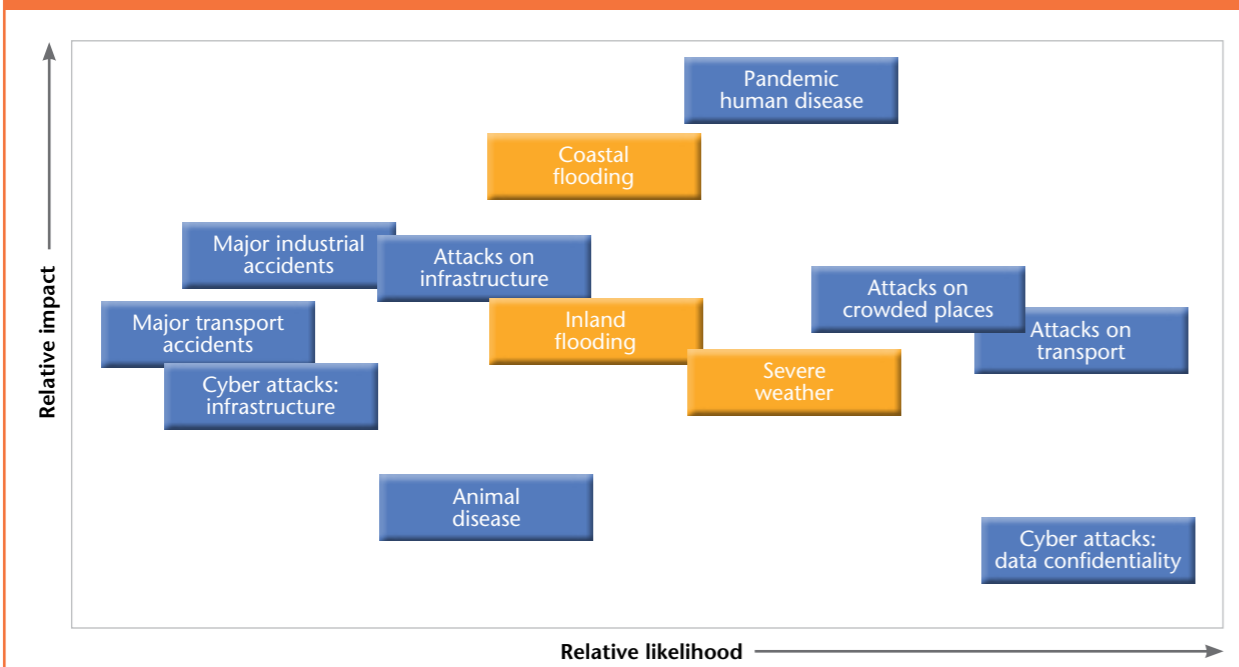 Pandemic
human disease
Coastal
flooding
Major industrial
accidents
Attacks on
infrastructure
Attacks on
crowded places
Major transport
accidents
Inland
flooding
Attacks on
transport
Cyber attacks:
infrastructure
Severe
weather
Animal
disease
Cyber attacks:
data confidentiality
Relative impact
Relative likelihood